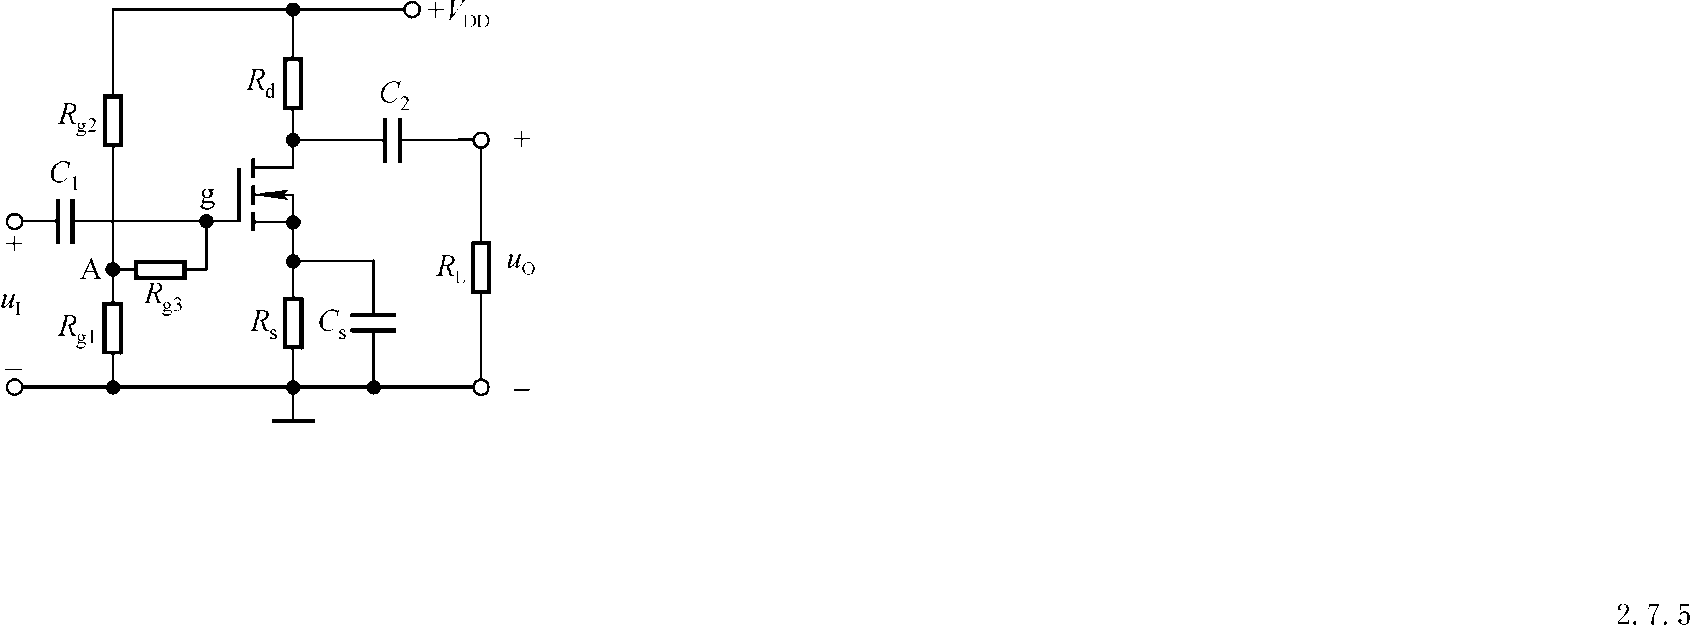 +V_DD
R_d
C_2
R_g2
+
C_1
g
+
A
R_L
u_O
R_g3
u_I
R_g1
R_s
C_s
−
−
2.7.5